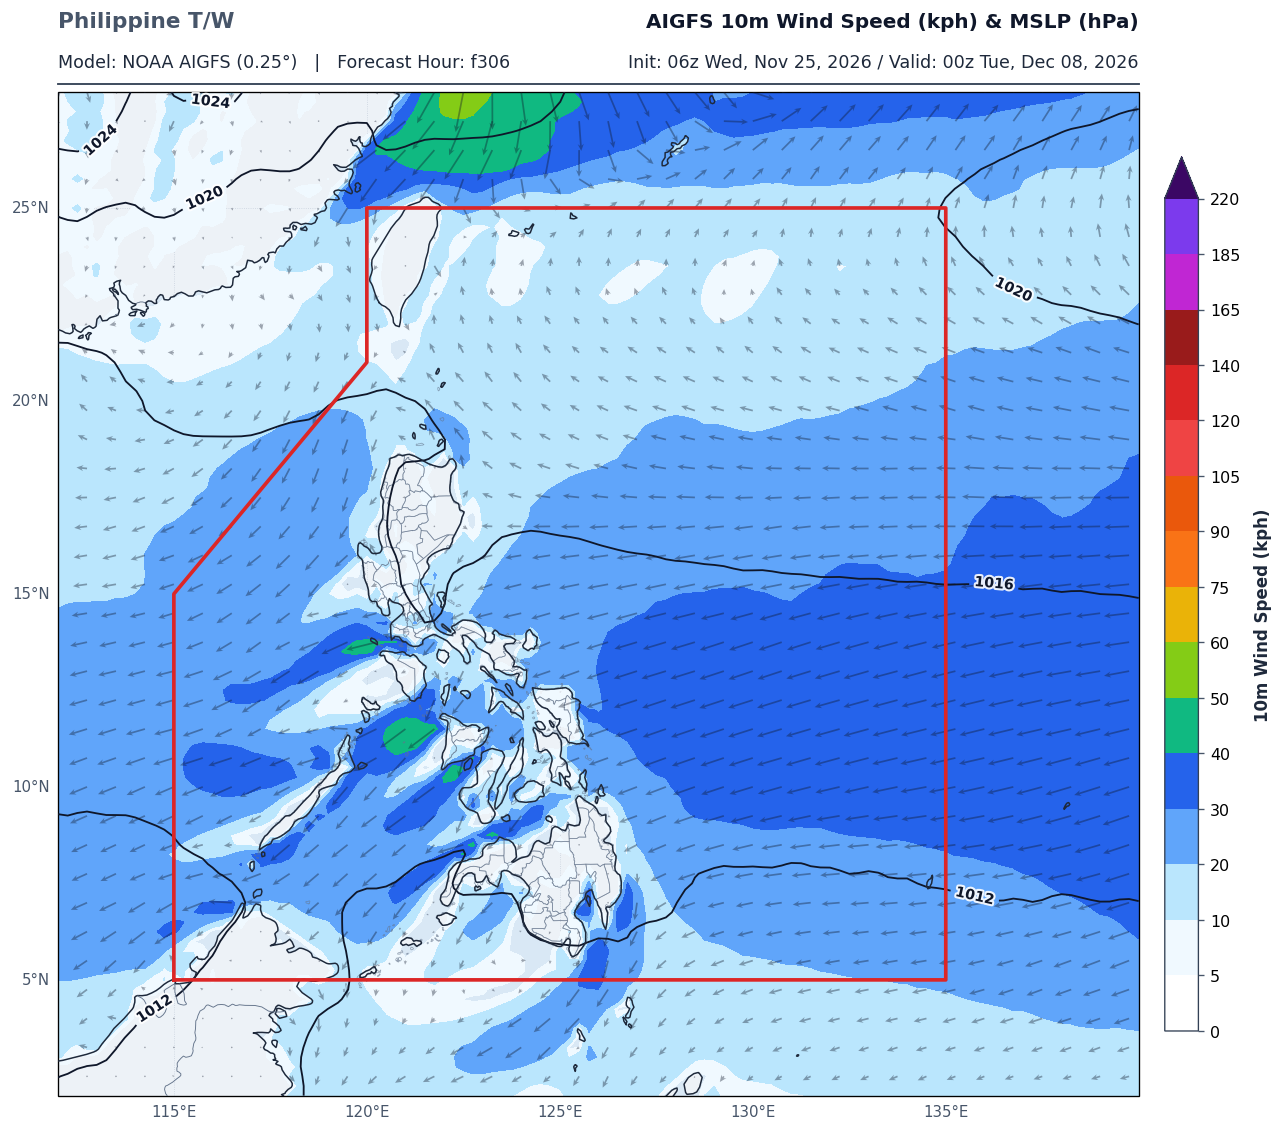 Philippine T/W
AIGFS 10m Wind Speed (kph) & MSLP (hPa)
Model: NOAA AIGFS (0.25°)   |   Forecast Hour: f306
Init: 06z Wed, Nov 25, 2026 / Valid: 00z Tue, Dec 08, 2026
1024
1024
1020
1020
1016
1012
1012
25°N
20°N
15°N
10°N
5°N
115°E
120°E
125°E
130°E
135°E
220
185
165
140
120
105
90
75
60
50
40
30
20
10
5
0
10m Wind Speed (kph)